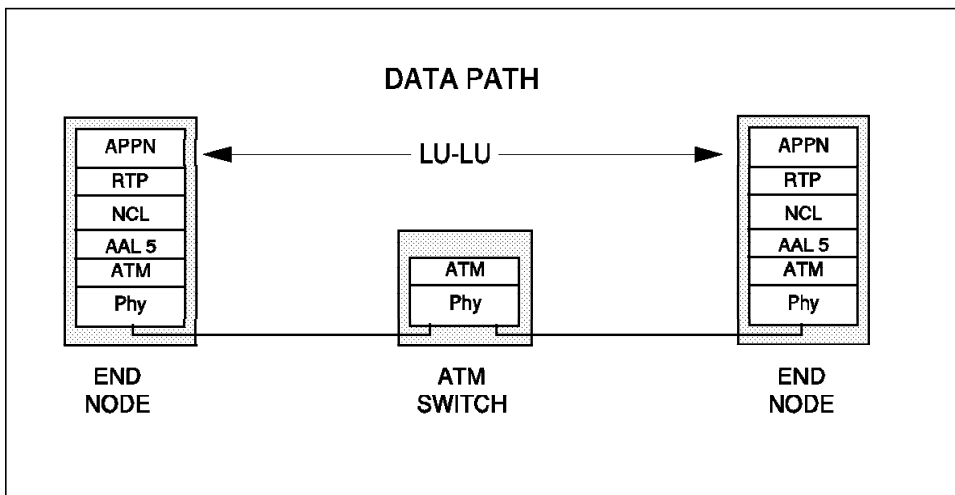 DATA PATH
LU-LU
APPN
RTP
NCL
AAL 5
ATM
Phy
END
NODE
ATM
Phy
ATM
SWITCH
APPN
RTP
NCL
AAL 5
ATM
Phy
END
NODE